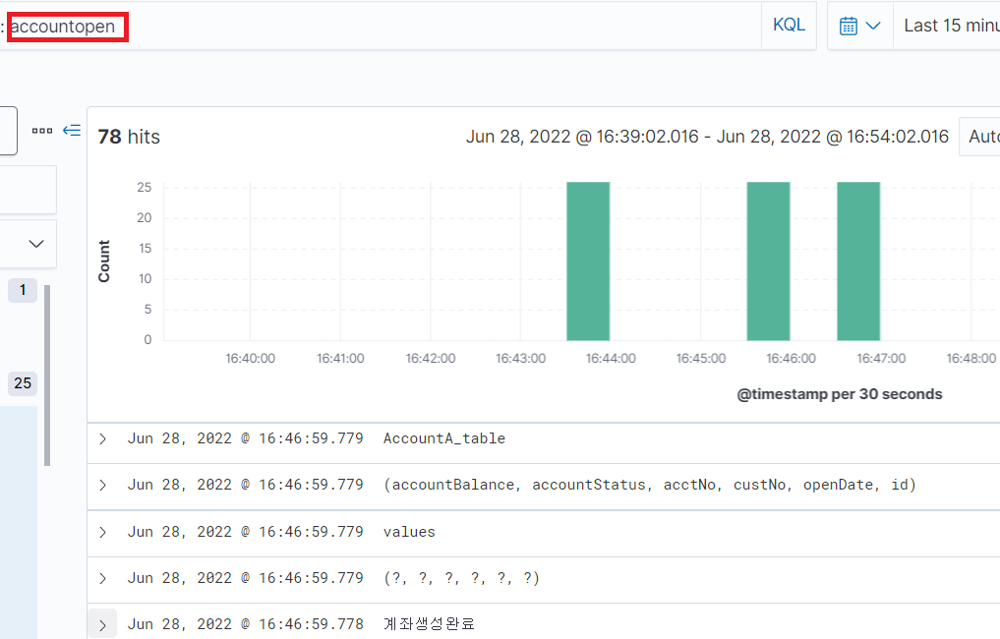 : accountopen
KQL
Last 15 minu
78 hits
Jun 28, 2022 @ 16:39:02.016 - Jun 28, 2022 @ 16:54:02.016
Auto
25
20
15
10
5
0
Count
16:40:00 16:41:00 16:42:00 16:43:00 16:44:00 16:45:00 16:46:00 16:47:00 16:48:00
@timestamp per 30 seconds
1
25
Jun 28, 2022 @ 16:46:59.779 AccountA_table
Jun 28, 2022 @ 16:46:59.779 (accountBalance, accountStatus, acctNo, custNo, openDate, id)
Jun 28, 2022 @ 16:46:59.779 values
Jun 28, 2022 @ 16:46:59.779 (?, ?, ?, ?, ?, ?)
Jun 28, 2022 @ 16:46:59.778 계좌생성완료